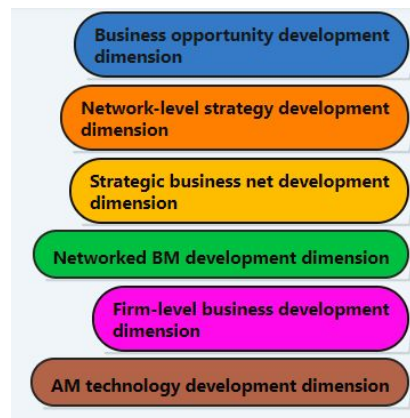 Business opportunity development
dimension
Network-level strategy development
dimension
Strategic business net development
dimension
Networked BM development dimension
Firm-level business development
dimension
AM technology development dimension